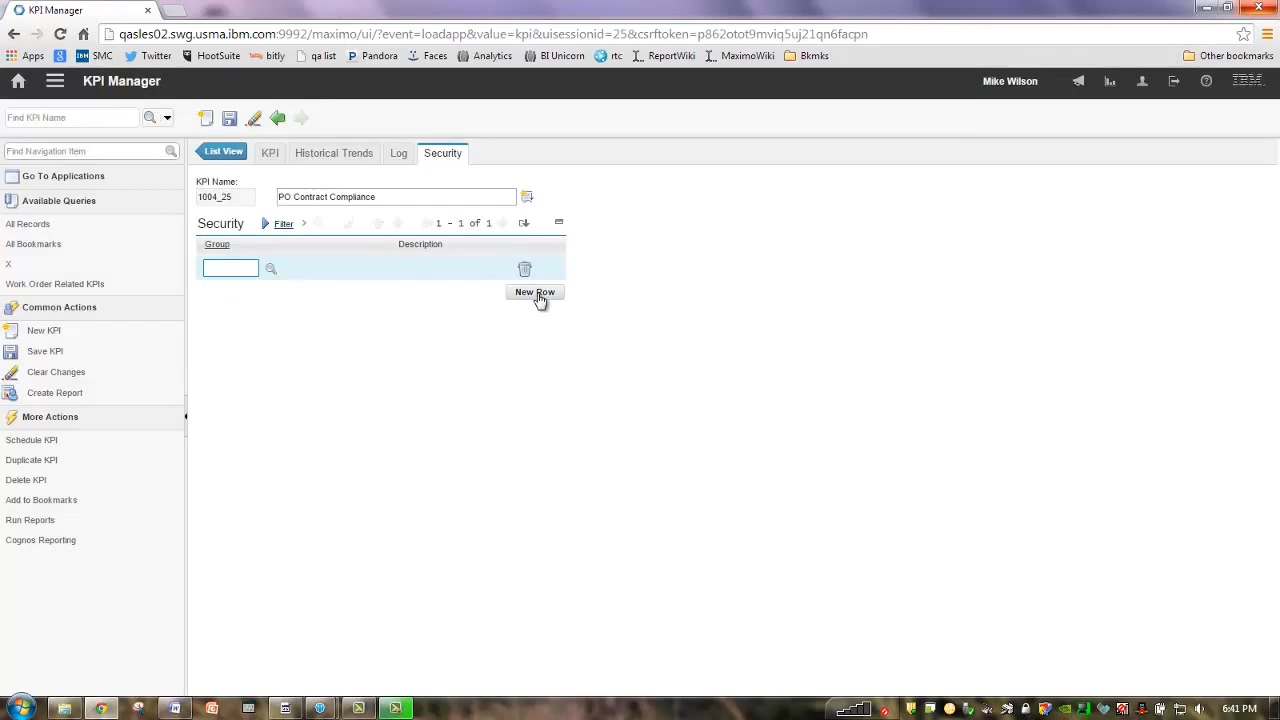 KPI Manager
qasles02.swg.usma.ibm.com:9992/maximo/ui/?event=loadapp&value=kpi&uisessionid=25&csrftoken=p862otot9mviq5uj21qn6facpn
Apps SMC Twitter HootSuite bitly qa list Pandora Faces Analytics BI Unicorn rtc ReportWiki MaximoWiki Bkmks Other bookmarks
KPI Manager Mike Wilson IBM
Find KPI Name
Find Navigation Item
Go To Applications
Available Queries
All Records
All Bookmarks
X
Work Order Related KPIs
Common Actions
New KPI
Save KPI
Clear Changes
Create Report
More Actions
Schedule KPI
Duplicate KPI
Delete KPI
Add to Bookmarks
Run Reports
Cognos Reporting
List View KPI Historical Trends Log Security
KPI Name:
1004_25 PO Contract Compliance
Security Filter 1 - 1 of 1
Group Description
New Row
6:41 PM